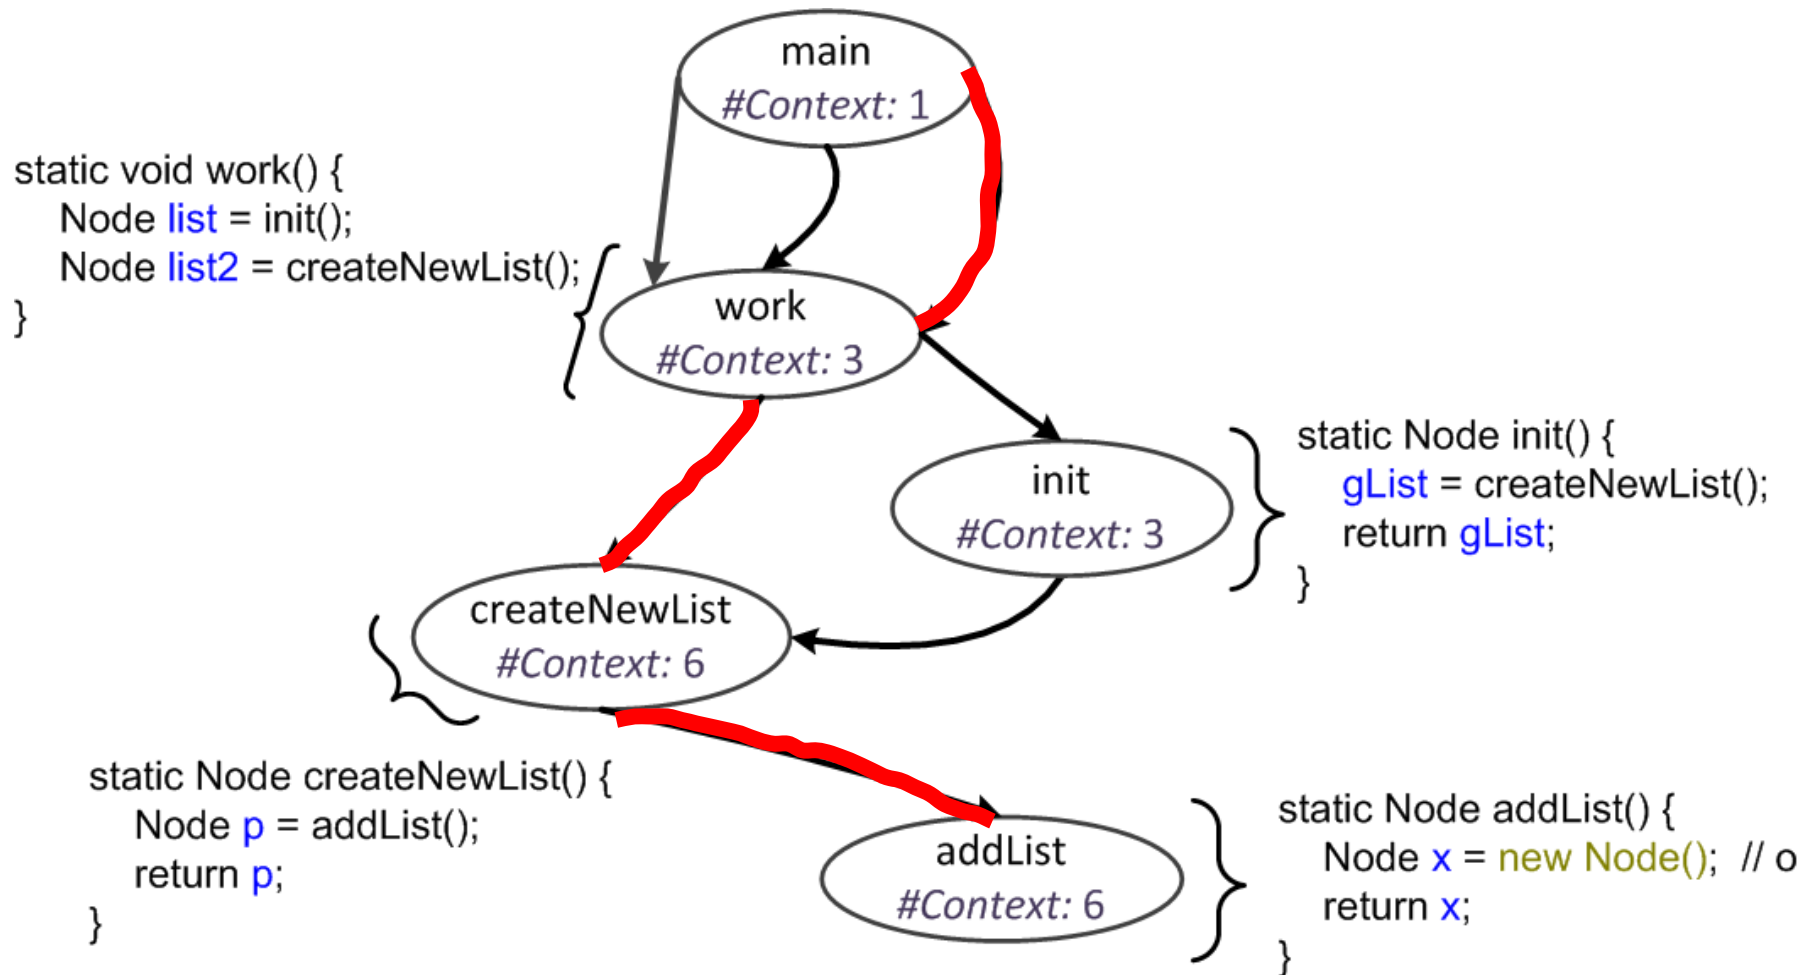 main
#Context: 1
static void work() {
Node list = init();
Node list2 = createNewList();
}
work
#Context: 3
static Node init() {
gList = createNewList();
return gList;
}
init
#Context: 3
createNewList
#Context: 6
static Node createNewList() {
Node p = addList();
return p;
}
addList
#Context: 6
static Node addList() {
Node x = new Node(); // o
return x;
}